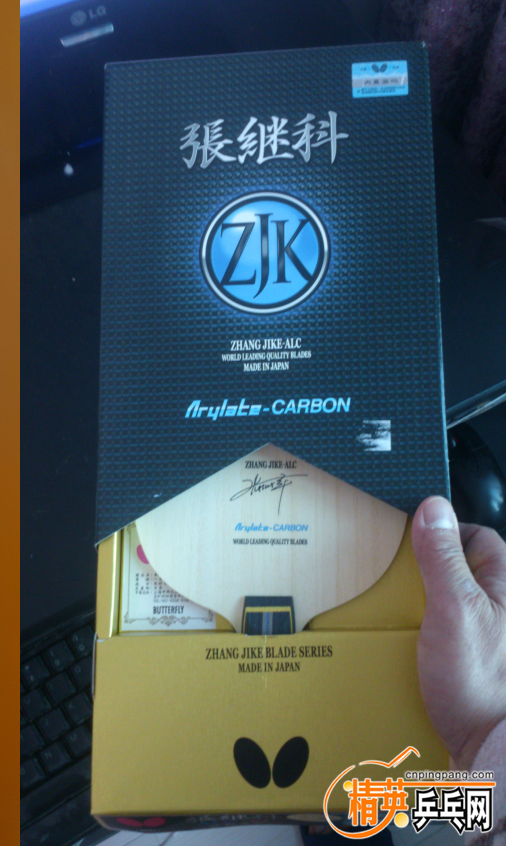 LG
張継科
ZJK
ZHANG JIKE-ALC
WORLD LEADING QUALITY BLADES
MADE IN JAPAN
Arylate-CARBON
ZHANG JIKE-ALC
Arylate-CARBON
WORLD LEADING QUALITY BLADES
BUTTERFLY
ZHANG JIKE BLADE SERIES
MADE IN JAPAN
cnpingpang.com
精英乒乓网